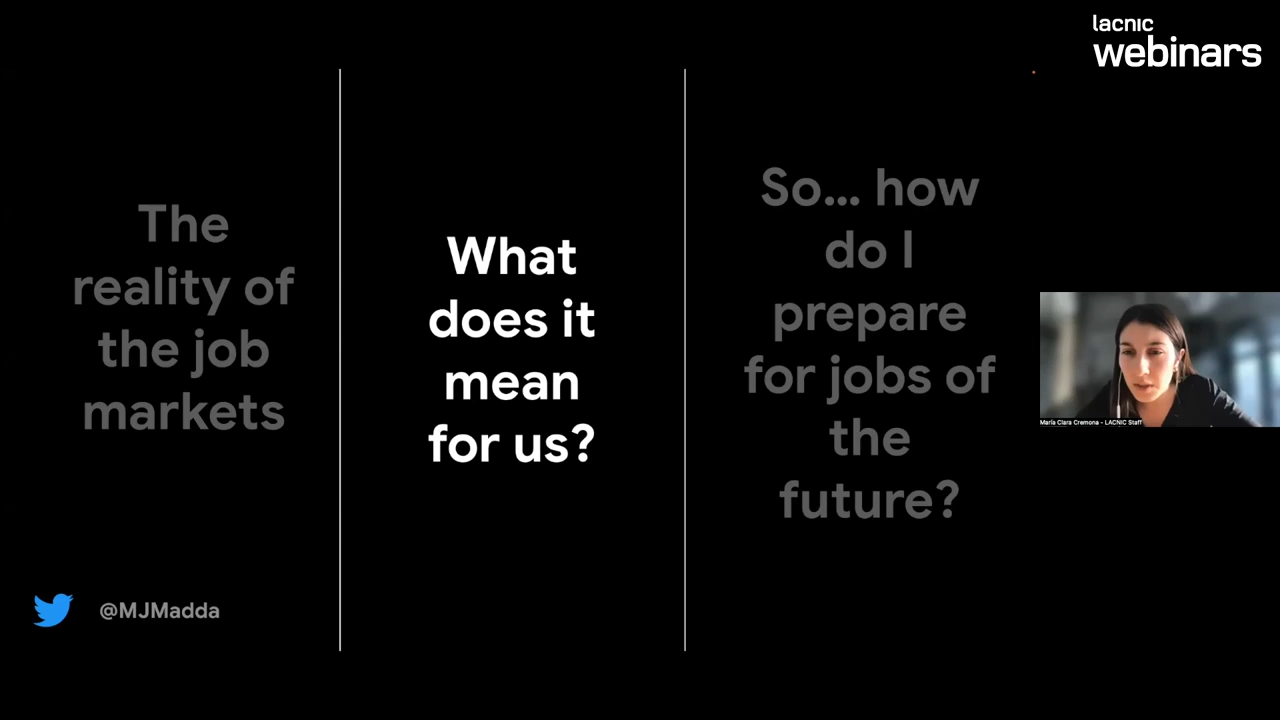 lacnic
webinars
The
reality of
the job
markets
What
does it
mean
for us?
So... how
do I
prepare
for jobs of
the
future?
María Clara Cremona - LACNIC Staff
@MJMadda